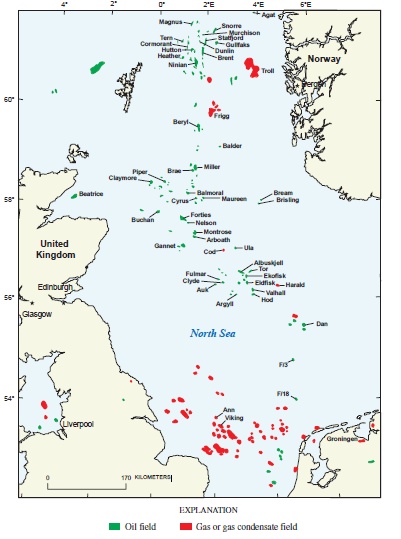 4° 2° 0° 2° 4°E 6°E
Agat
Magnus
Snorre
Murchison
Tern
Statfjord
Cormorant
Gullfaks
Hutton
Dunlin
Heather
Brent
Ninian
Norway
Troll
Bergen
60°
Frigg
Beryl
Balder
Piper
Brae
Miller
Claymore
Beatrice
Balmoral
Bream
58°
Cyrus
Maureen
Brisling
Buchan
Forties
Nelson
Montrose
Arboath
Gannet
Cod
Ula
United
Kingdom
Albuskjell
Tor
Fulmar
Ekofisk
Clyde
Eldfisk
Harald
Edinburgh
Auk
Valhall
56°
Argyll
Hod
Glasgow
Dan
North Sea
F/3
F/18
54°
Ann
Viking
Liverpool
Groningen
0 170 KILOMETERS
EXPLANATION
Oil field Gas or gas condensate field